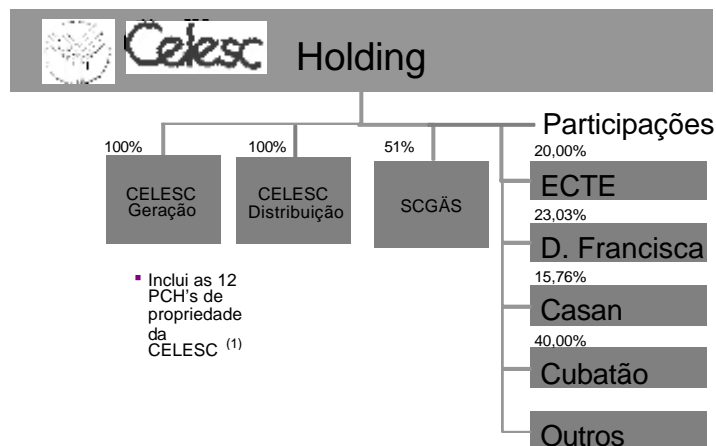 Celesc Holding
Participações
100%
100%
51%
20,00%
CELESC
Geração
CELESC
Distribuição
SCGÄS
ECTE
23,03%
D. Francisca
15,76%
Casan
40,00%
Cubatão
Outros
▪ Inclui as 12
PCH's de
propriedade
da
CELESC (1)